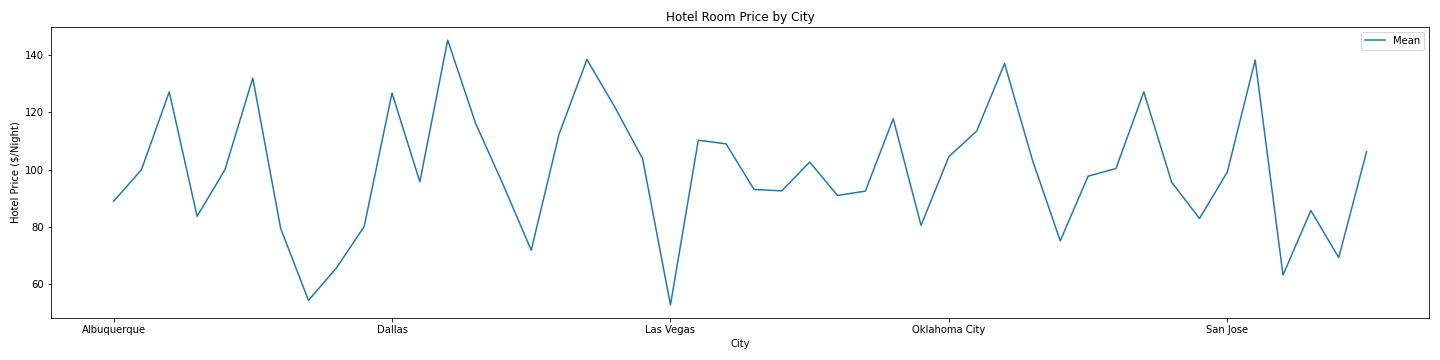 Hotel Room Price by City
Mean
Hotel Price ($/Night)
140
120
100
80
60
Albuquerque
Dallas
Las Vegas
Oklahoma City
San Jose
City